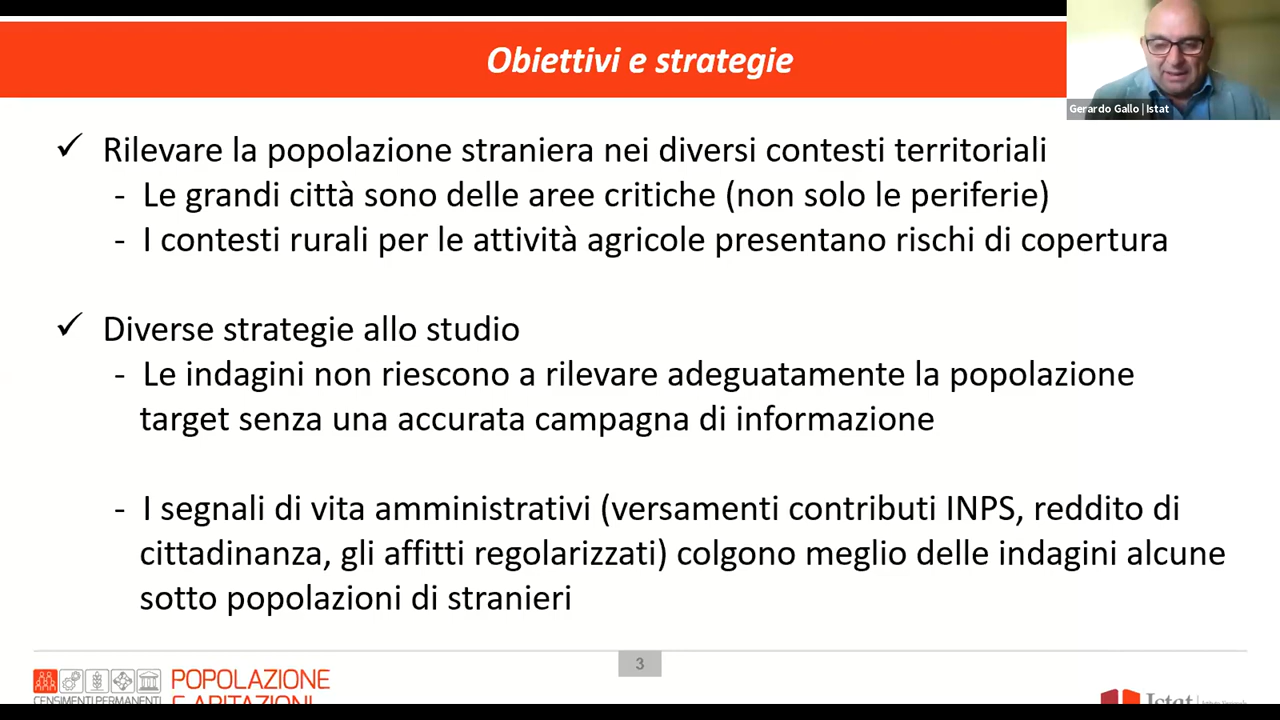 Obiettivi e strategie
Gerardo Gallo | Istat
✓ Rilevare la popolazione straniera nei diversi contesti territoriali
- Le grandi città sono delle aree critiche (non solo le periferie)
- I contesti rurali per le attività agricole presentano rischi di copertura
✓ Diverse strategie allo studio
- Le indagini non riescono a rilevare adeguatamente la popolazione
target senza una accurata campagna di informazione
- I segnali di vita amministrativi (versamenti contributi INPS, reddito di
cittadinanza, gli affitti regolarizzati) colgono meglio delle indagini alcune
sotto popolazioni di stranieri
3
POPOLAZIONE
E ABITAZIONI
CENSIMENTI PERMANENTI
Istat